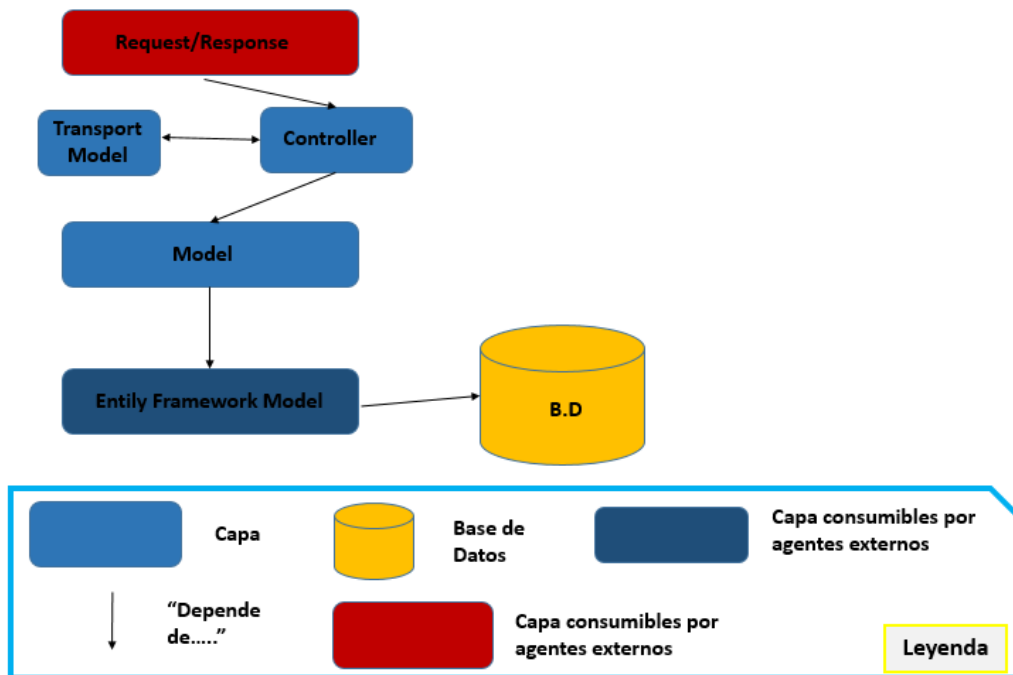 Request/Response
Transport
Model
Controller
Model
Entily Framework Model
B.D
Capa
Base de
Datos
Capa consumibles por
agentes externos
“Depende
de.....”
Capa consumibles por
agentes externos
Leyenda